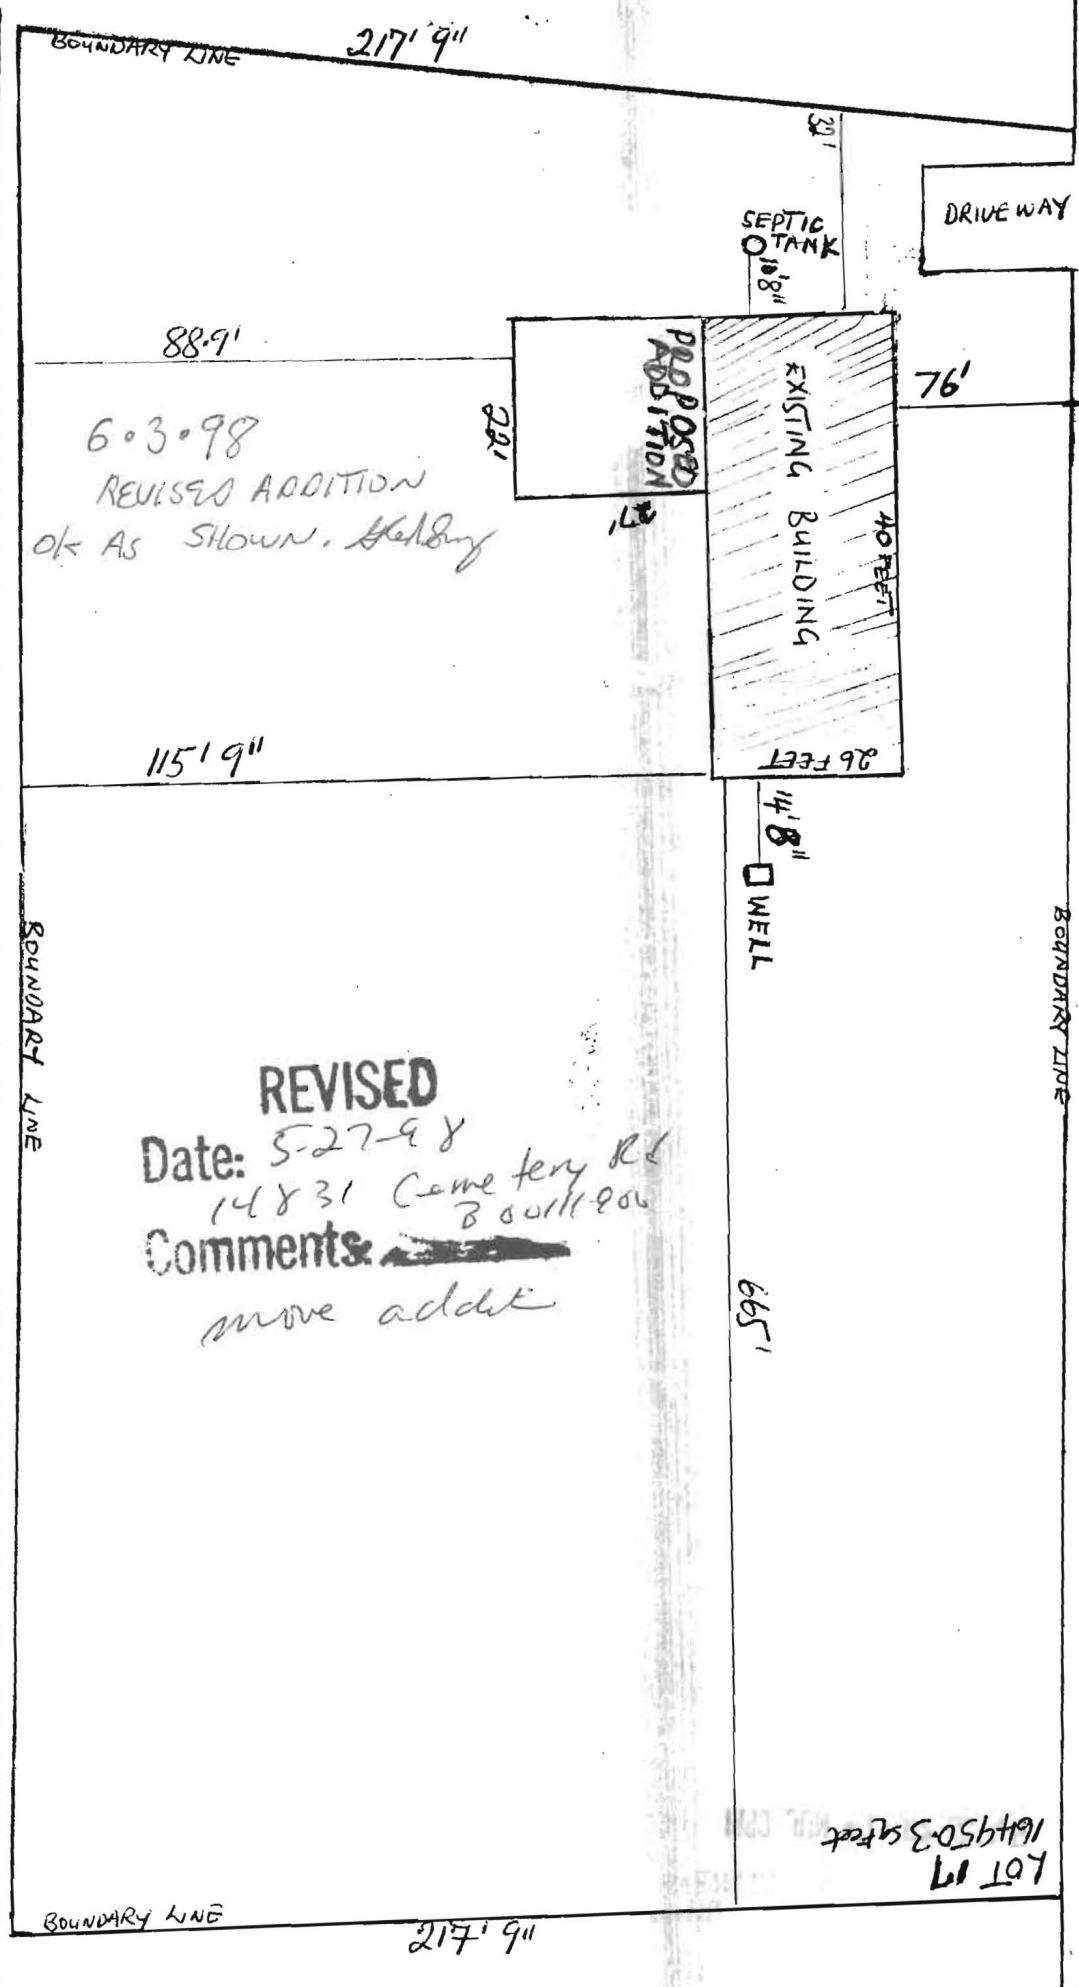 BOUNDARY LINE
217' 9"
DRIVEWAY
SEPTIC
TANK
10'8"
88.9'
PROPOSED
ADDITION
22'
EXISTING BUILDING
76'
40 FEET
26 FEET
6.3.98
REVISED ADDITION
OK AS SHOWN.
115' 9"
14'8"
WELL
BOUNDARY LINE
BOUNDARY LINE
REVISED
Date: 5-27-98
14831 Cemetery Rd
Comments:
move addit
665'
LOT 17
164950.3 sq Feet
BOUNDARY LINE
217' 9"